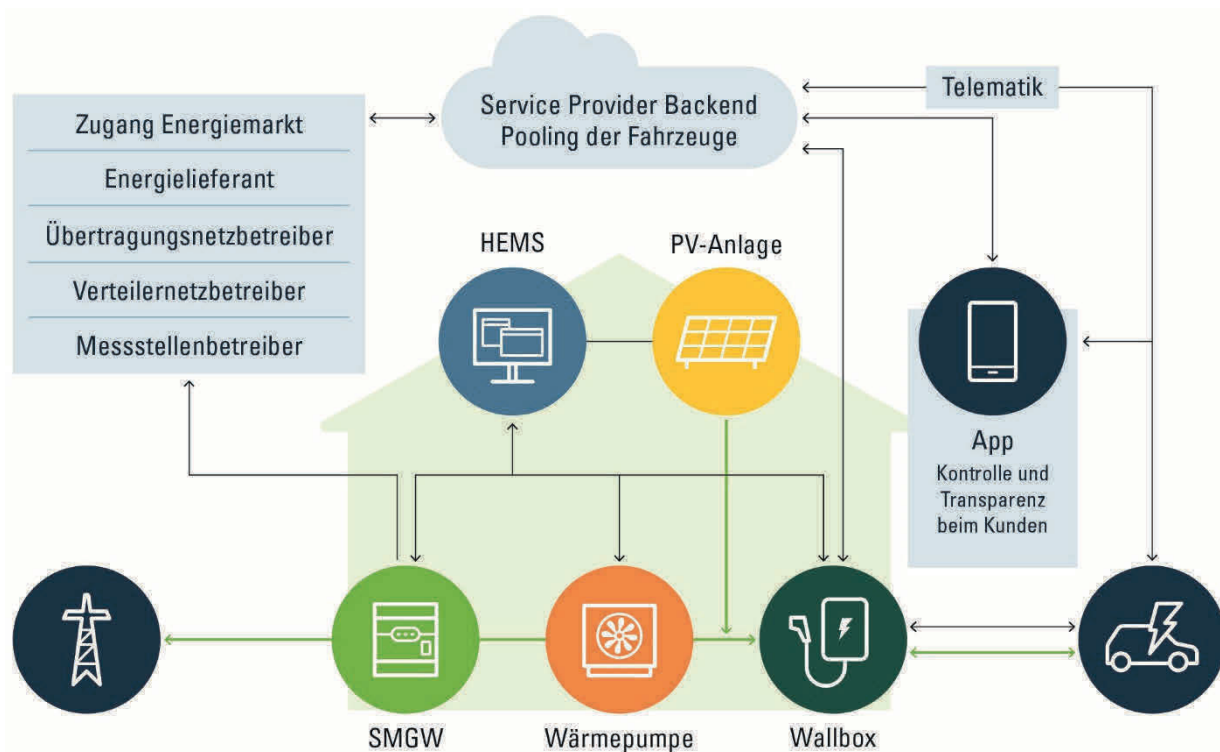 Service Provider Backend
Pooling der Fahrzeuge
Telematik
Zugang Energiemarkt
Energielieferant
Übertragungsnetzbetreiber
Verteilernetzbetreiber
Messstellenbetreiber
HEMS
PV-Anlage
App
Kontrolle und
Transparenz
beim Kunden
SMGW
Wärmepumpe
Wallbox